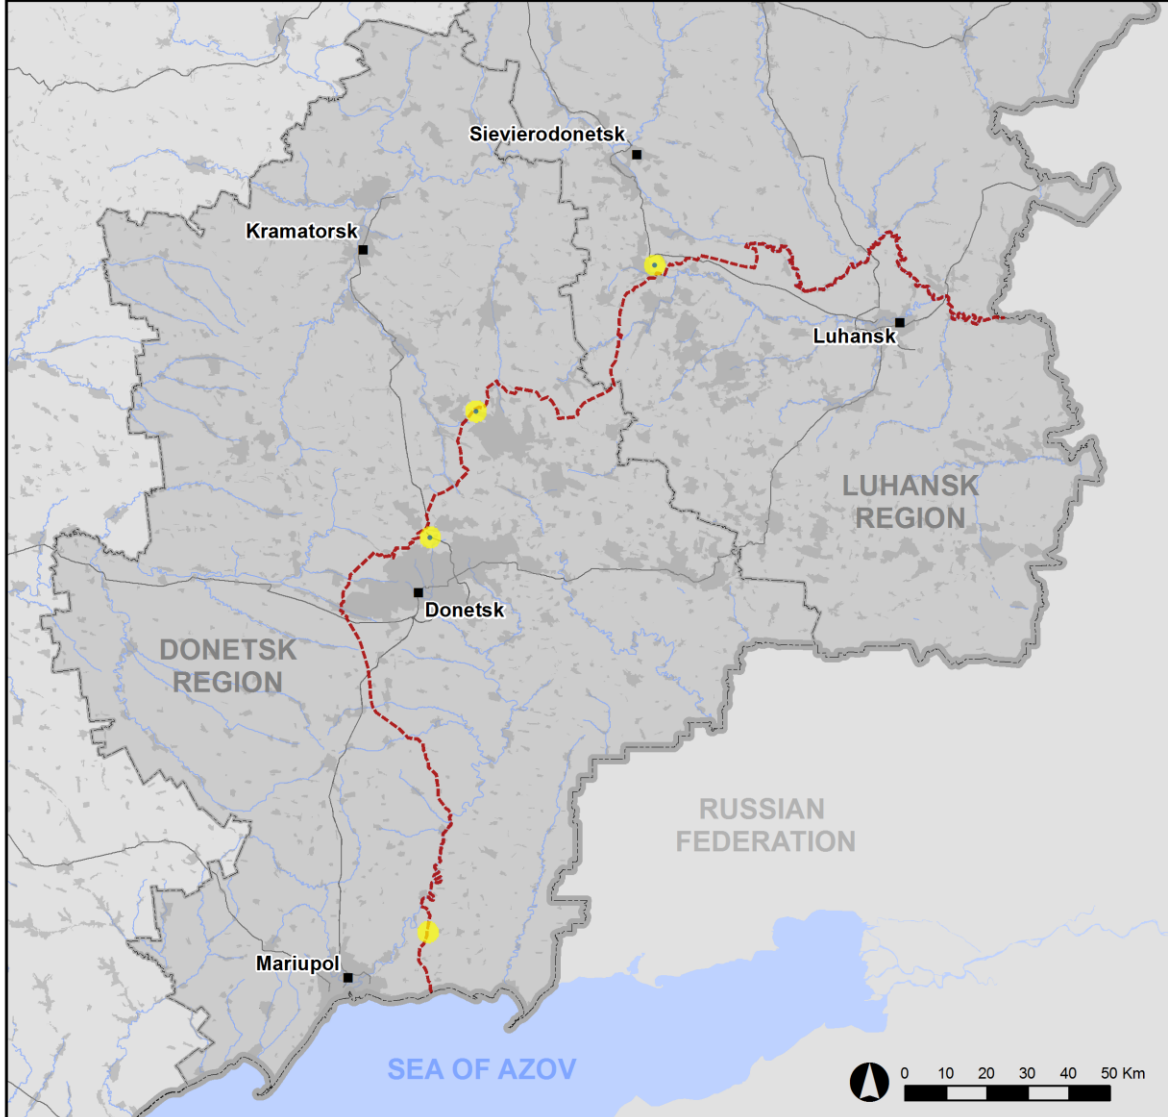 Sievierodonetsk
Kramatorsk
Luhansk
LUHANSK
REGION
Donetsk
DONETSK
REGION
RUSSIAN
FEDERATION
Mariupol
SEA OF AZOV
0 10 20 30 40 50 Km